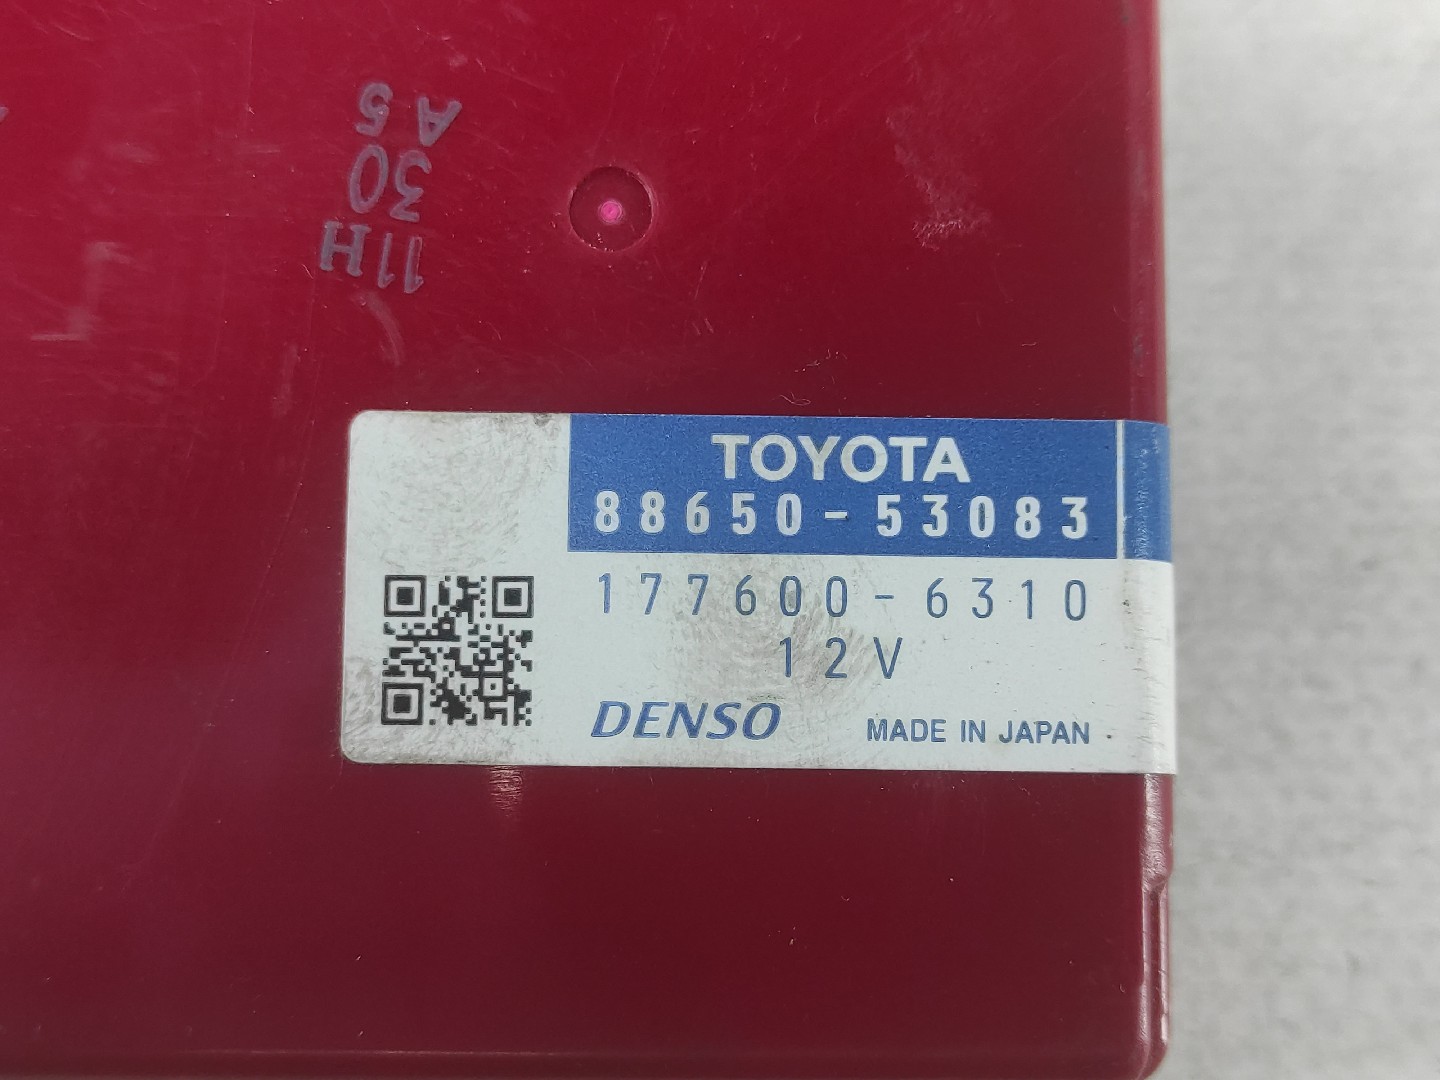 11H
30
A5
TOYOTA
88650-53083
177600-6310
12V
DENSO
MADE IN JAPAN